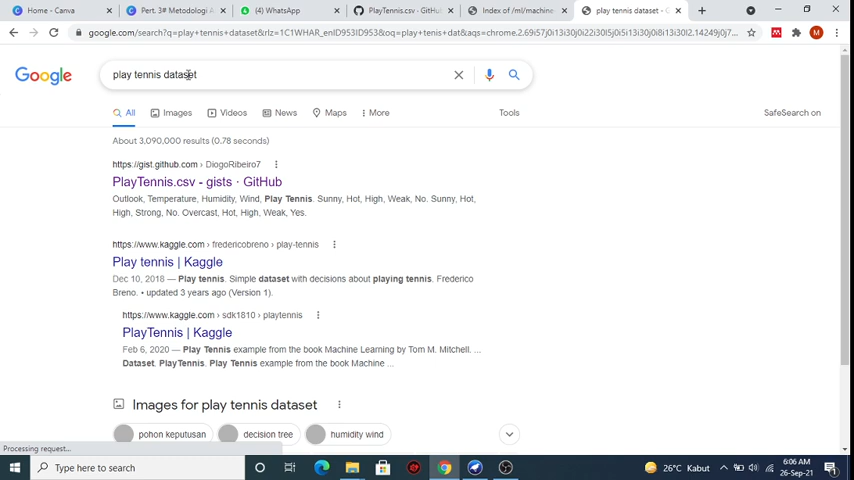 Home - Canva
Pert. 3# Metodologi A
(4) WhatsApp
PlayTennis.csv · GitHu
Index of /ml/machine
play tennis dataset - G
google.com/search?q=play+tennis+dataset&rlz=1C1WHAR_enID953ID953&oq=play+tenis+dat&aqs=chrome.2.69i57j0i13i30j0i22i30l5j0i5i13i30j0i13i30l2.14249j0j7...
M
Google
play tennis dataset
All
Images
Videos
News
Maps
More
Tools
SafeSearch on
About 3,090,000 results (0.78 seconds)
https://gist.github.com › DiogoRibeiro7
PlayTennis.csv - gists · GitHub
Outlook, Temperature, Humidity, Wind, Play Tennis. Sunny, Hot, High, Weak, No. Sunny, Hot,
High, Strong, No. Overcast, Hot, High, Weak, Yes.
https://www.kaggle.com › fredericobreno › play-tennis
Play tennis | Kaggle
Dec 10, 2018 — Play tennis. Simple dataset with decisions about playing tennis. Frederico
Breno. • updated 3 years ago (Version 1).
https://www.kaggle.com › sdk1810 › playtennis
PlayTennis | Kaggle
Feb 6, 2020 — Play Tennis example from the book Machine Learning by Tom M. Mitchell. ...
Dataset. PlayTennis. Play Tennis example from the book Machine ...
Images for play tennis dataset
pohon keputusan
decision tree
humidity wind
Processing request...
Type here to search
26°C Kabut
6:06 AM
26-Sep-21